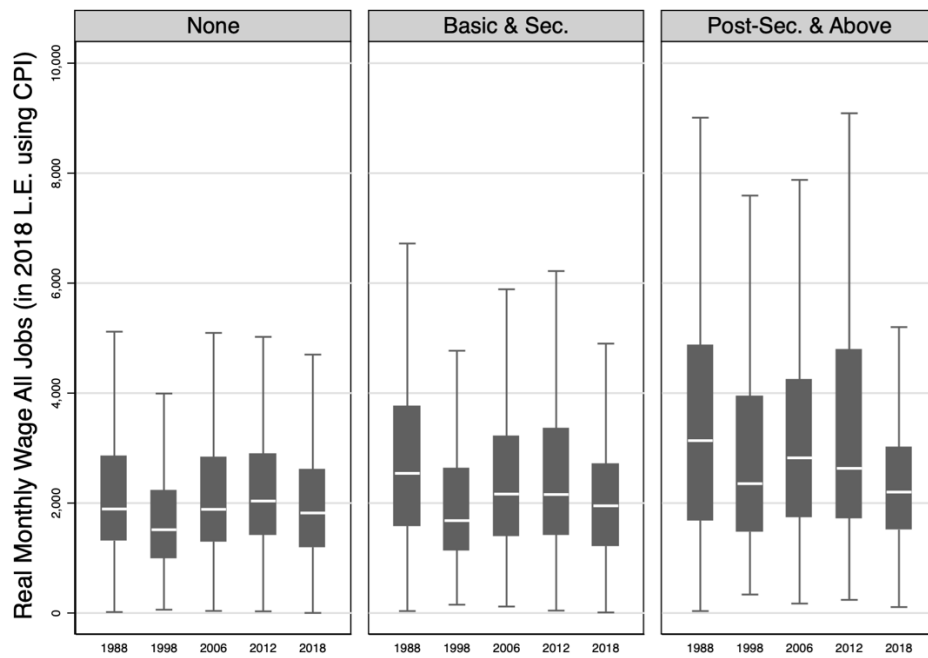 None
Basic & Sec.
Post-Sec. & Above
Real Monthly Wage All Jobs (in 2018 L.E. using CPI)
10,000
8,000
6,000
4,000
2,000
0
1988 1998 2006 2012 2018
1988 1998 2006 2012 2018
1988 1998 2006 2012 2018